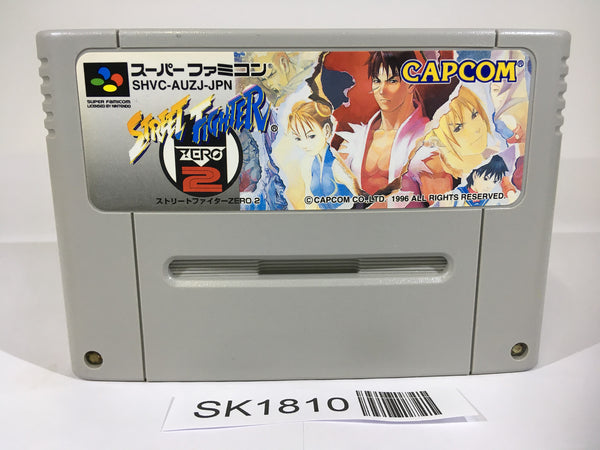 スーパーファミコン
SHVC-AUZJ-JPN
SUPER FAMICOM
LICENSED BY NINTENDO
CAPCOM®
STREET FIGHTER®
ZERO
2
ストリートファイターZERO 2
©CAPCOM CO.,LTD. 1996 ALL RIGHTS RESERVED.
SK1810